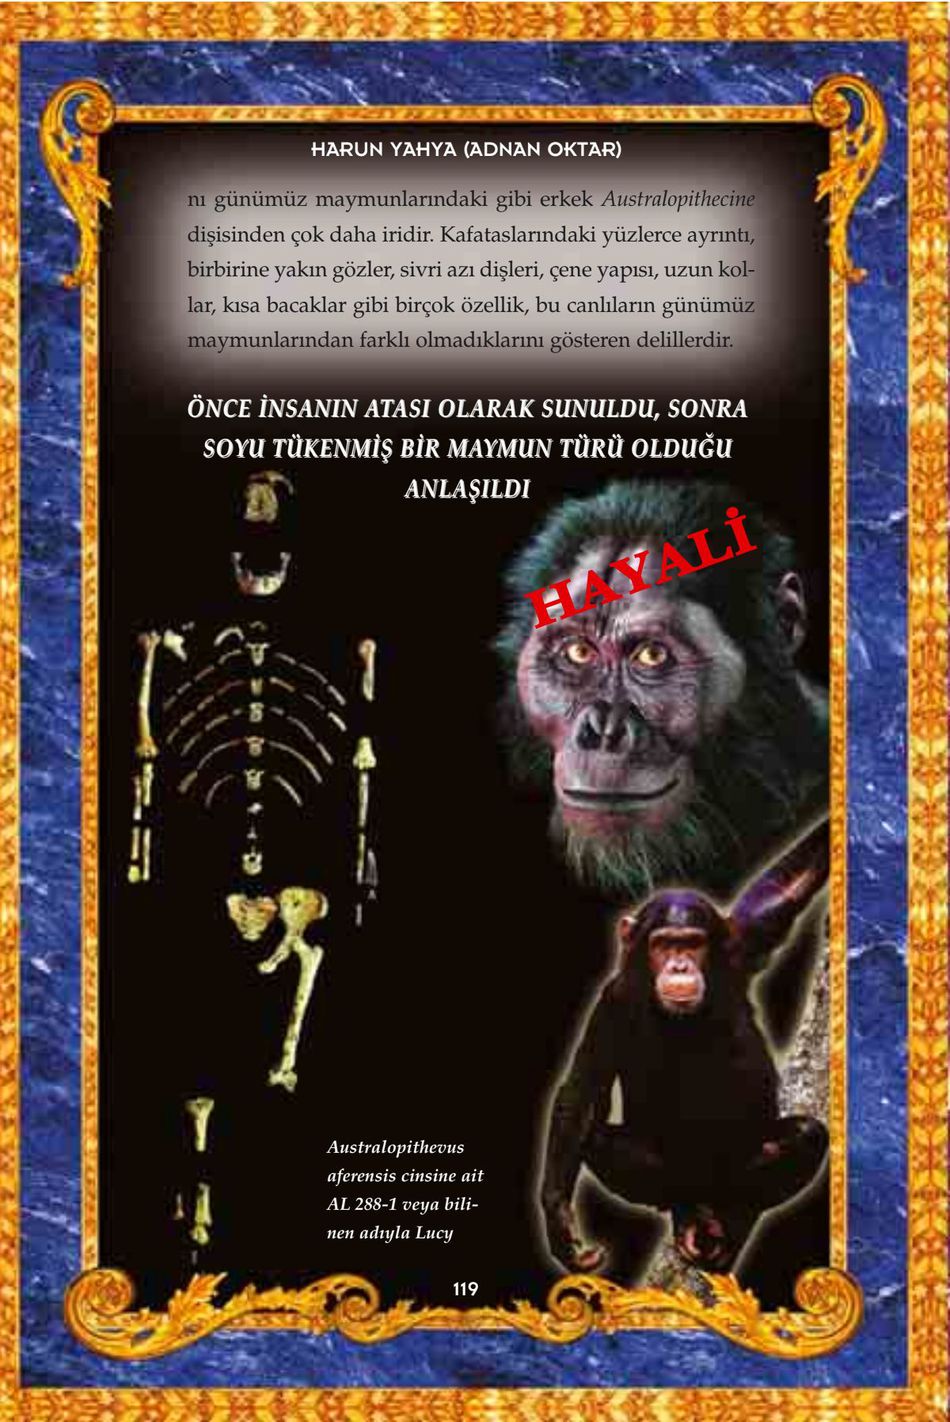 HARUN YAHYA (ADNAN OKTAR)
nı günümüz maymunlarındaki gibi erkek Australopithecine
dişisinden çok daha iridir. Kafataslarındaki yüzlerce ayrıntı,
birbirine yakın gözler, sivri azı dişleri, çene yapısı, uzun kol-
lar, kısa bacaklar gibi birçok özellik, bu canlıların günümüz
maymunlarından farklı olmadıklarını gösteren delillerdir.
ÖNCE İNSANIN ATASI OLARAK SUNULDU, SONRA
SOYU TÜKENMİŞ BİR MAYMUN TÜRÜ OLDUĞU
ANLAŞILDI
HAYALİ
Australopithevus
aferensis cinsine ait
AL 288-1 veya bili-
nen adıyla Lucy
119